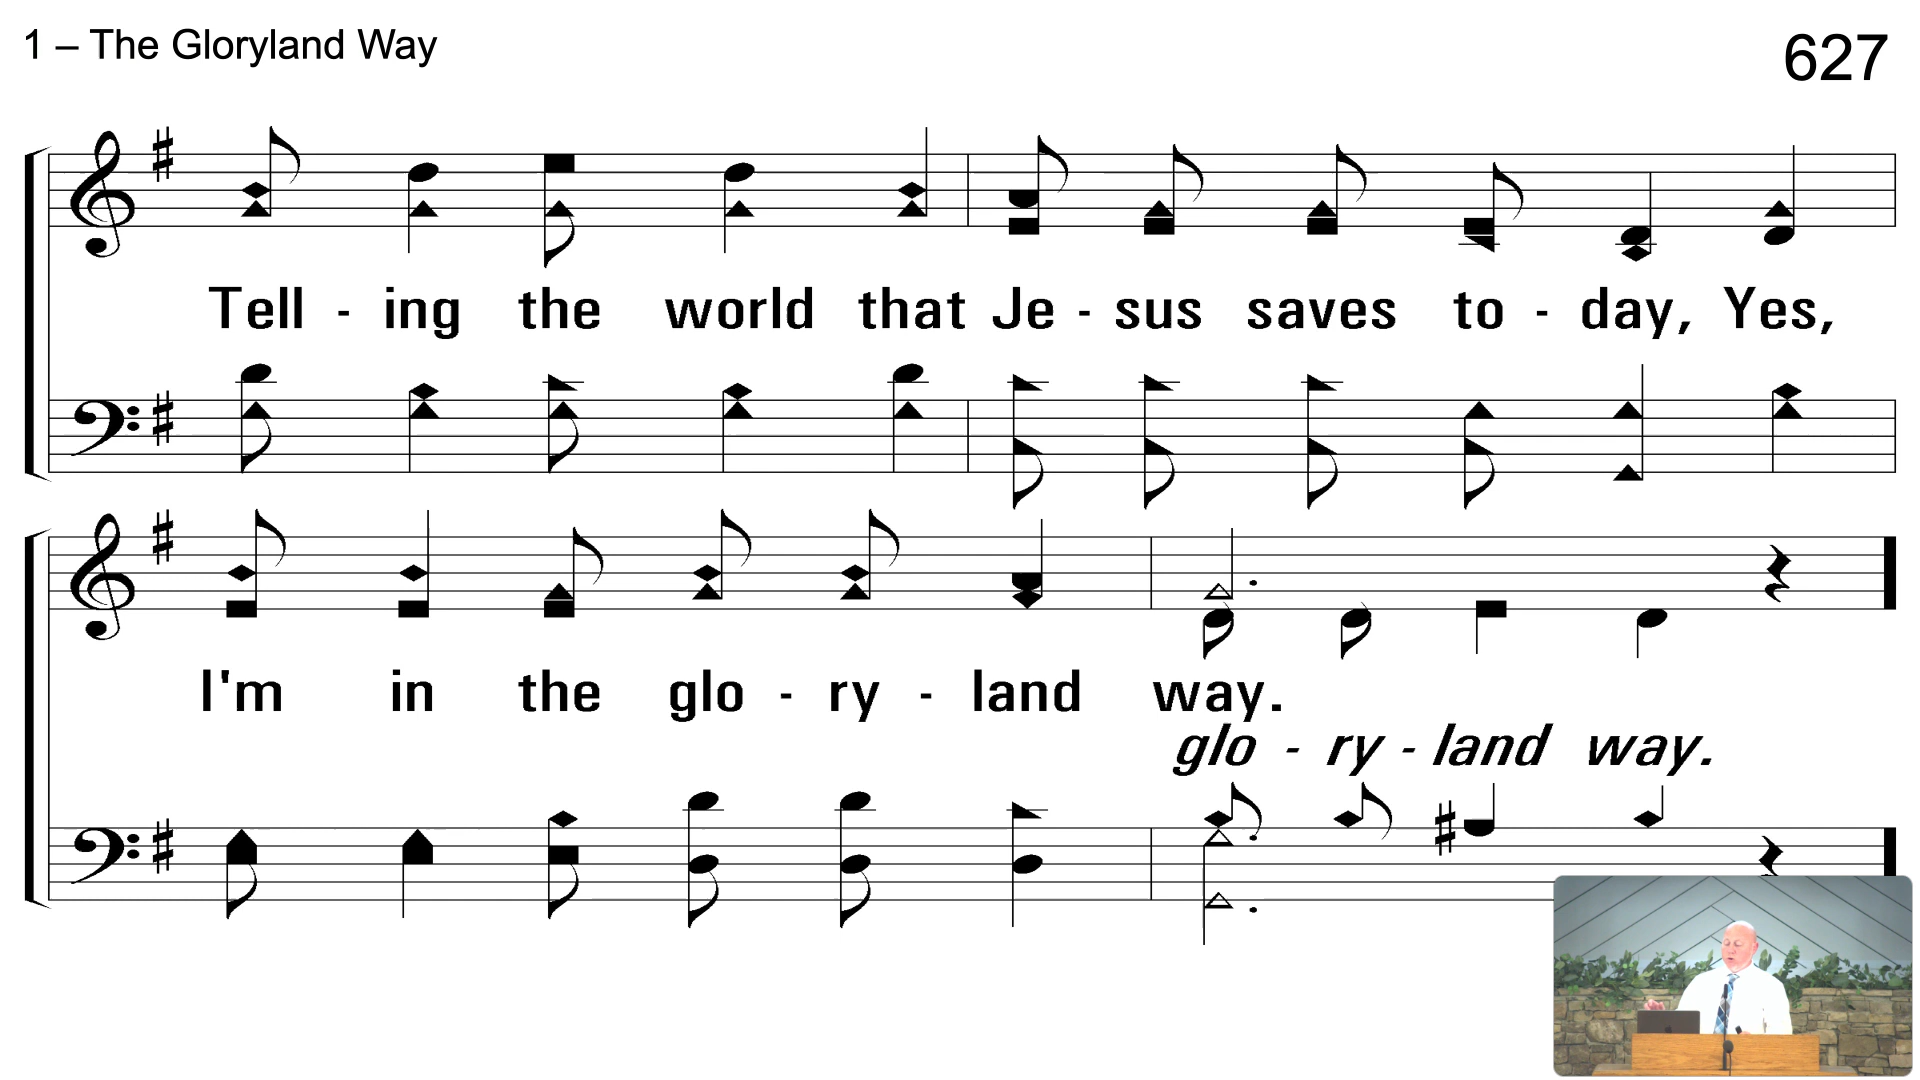 1 – The Gloryland Way
627
Tell - ing the world that Je - sus saves to - day, Yes,
I'm in the glo - ry - land way.
glo - ry - land way.